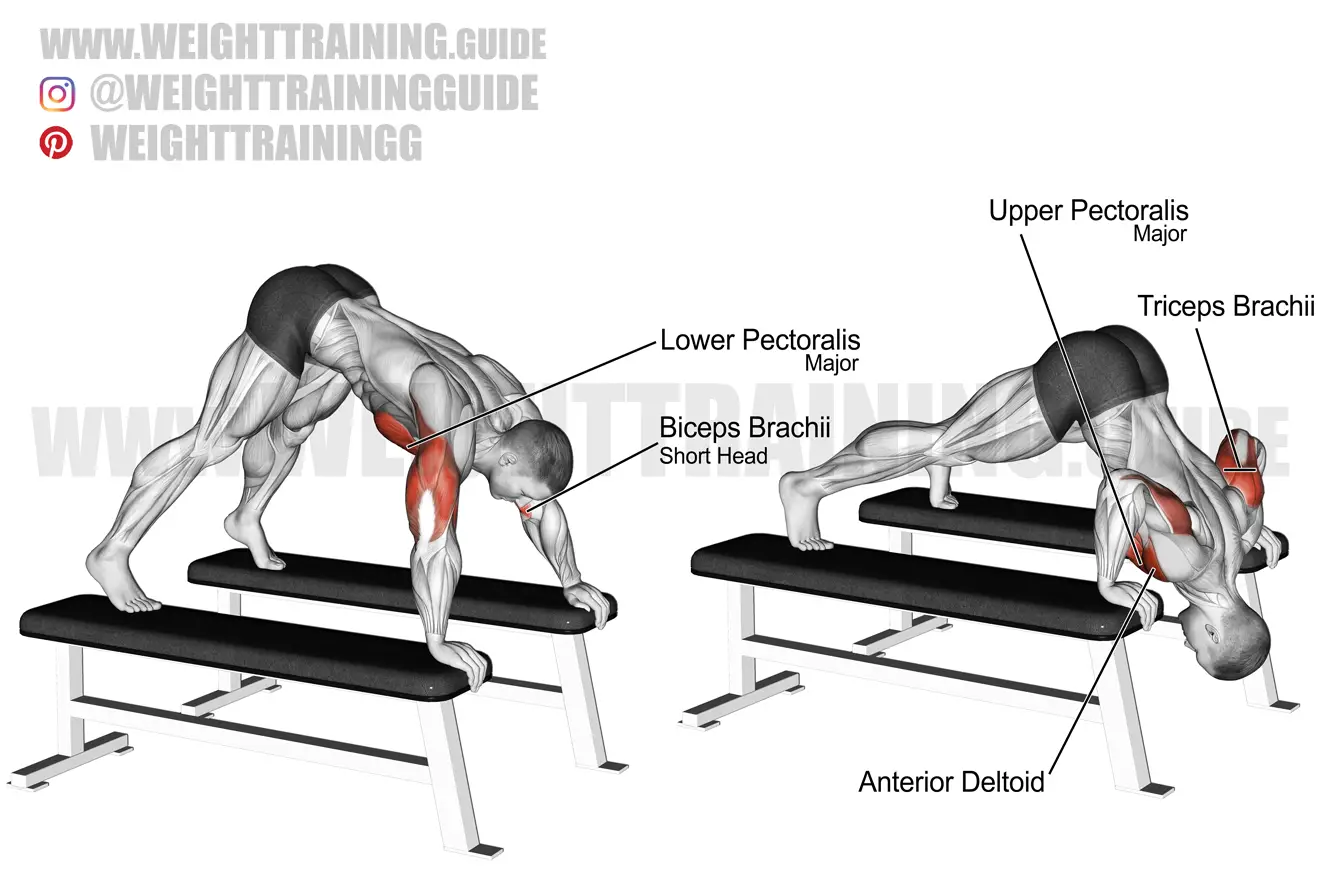 WWW.WEIGHTTRAINING.GUIDE
@WEIGHTTRAININGGUIDE
WEIGHTTRAININGG
Upper Pectoralis
Major
Triceps Brachii
Lower Pectoralis
Major
Biceps Brachii
Short Head
WWW.WEIGHTTRAINING.GUIDE
Anterior Deltoid